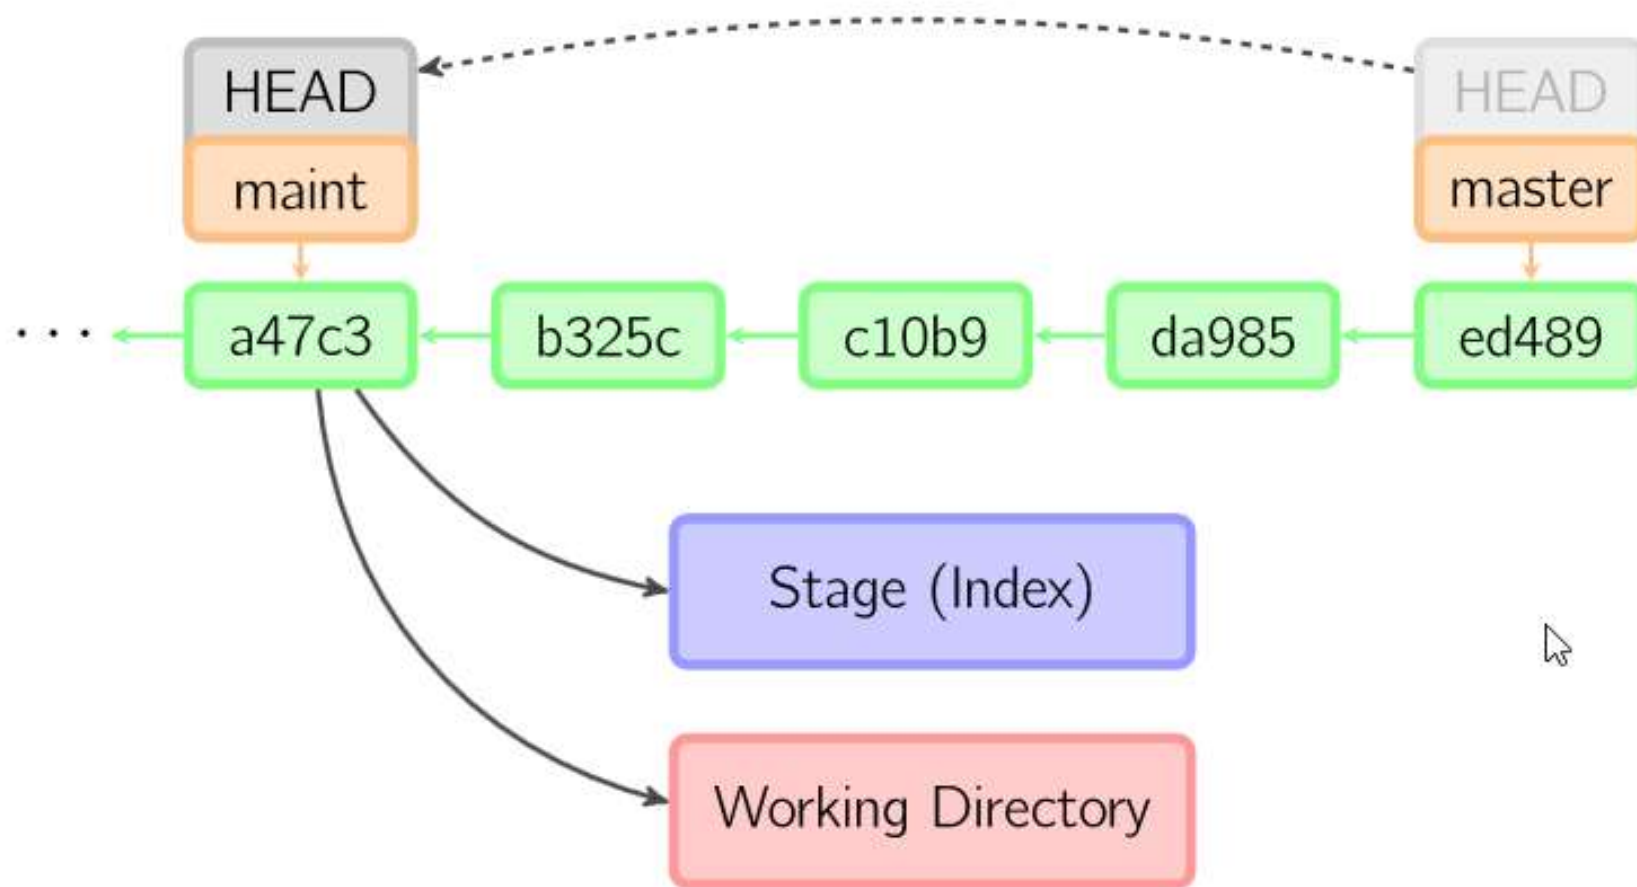 HEAD
HEAD
maint
master
...
a47c3
b325c
c10b9
da985
ed489
Stage (Index)
Working Directory